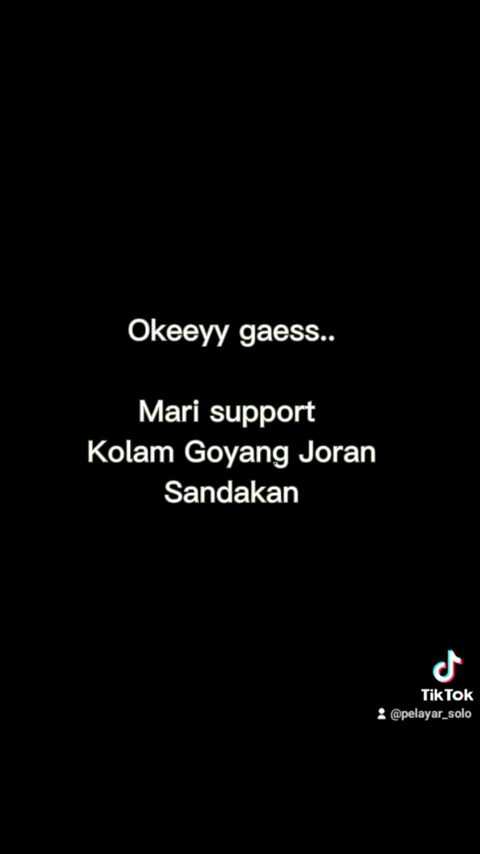 Okeeyy gaess..
Mari support
Kolam Goyang Joran
Sandakan
TikTok
@pelayar_solo